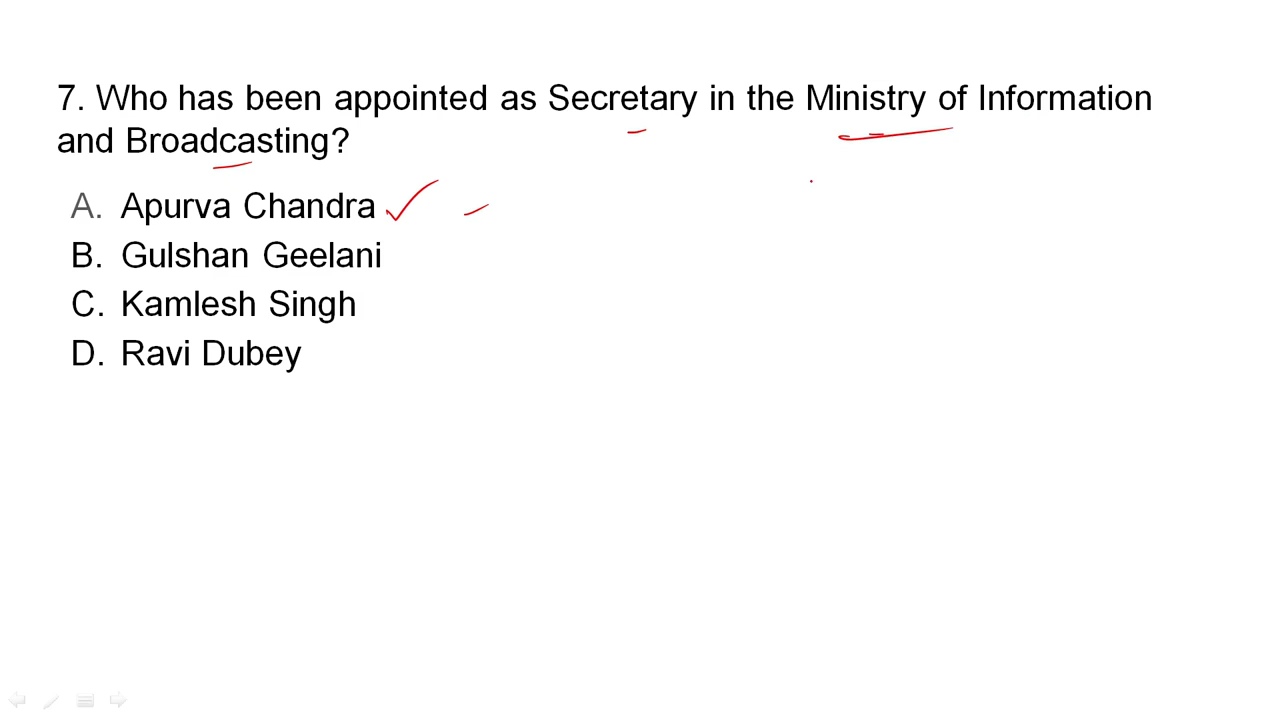 7. Who has been appointed as Secretary in the Ministry of Information
and Broadcasting?
A. Apurva Chandra
B. Gulshan Geelani
C. Kamlesh Singh
D. Ravi Dubey